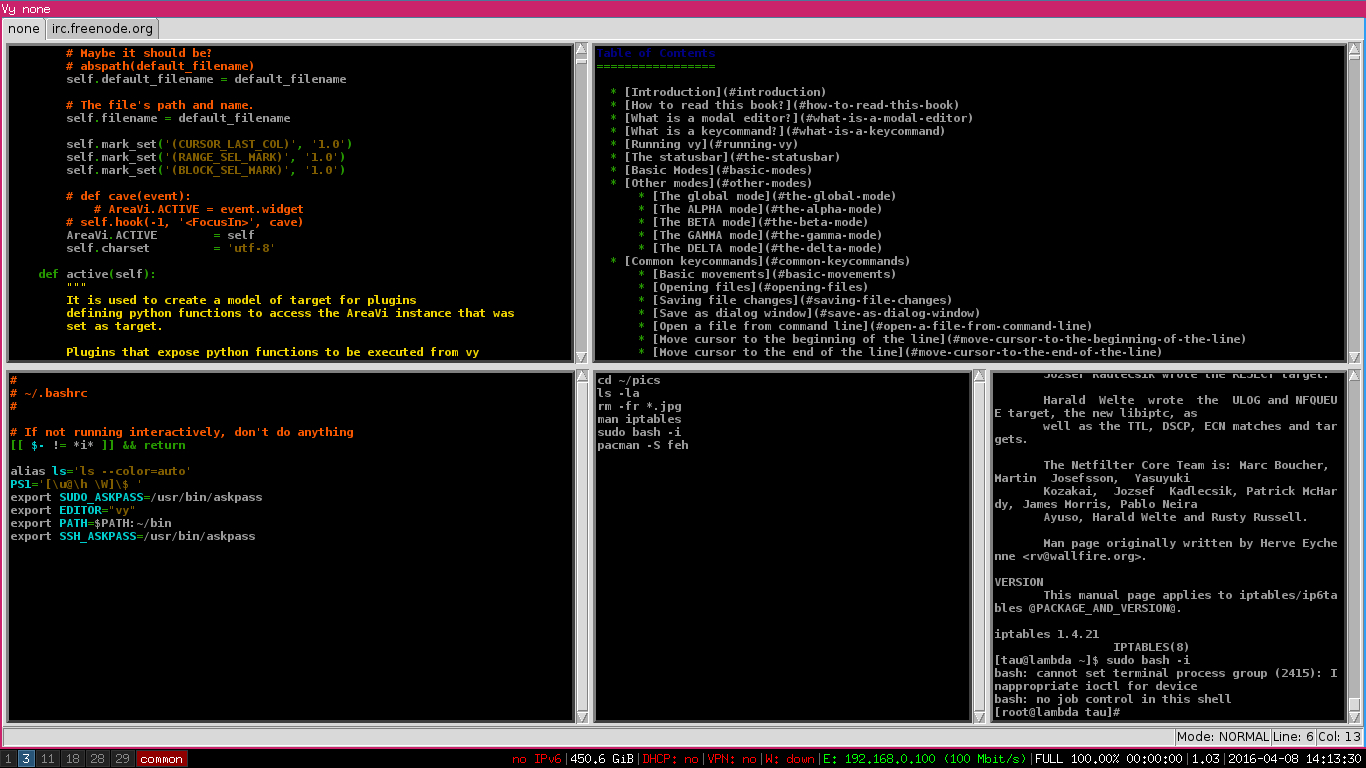 Vy none
none irc.freenode.org
# Maybe it should be?
# abspath(default_filename)
self.default_filename = default_filename
# The file's path and name.
self.filename = default_filename
self.mark_set('(CURSOR_LAST_COL)', '1.0')
self.mark_set('(RANGE_SEL_MARK)', '1.0')
self.mark_set('(BLOCK_SEL_MARK)', '1.0')
# def cave(event):
# AreaVi.ACTIVE = event.widget
# self.hook(-1, '<FocusIn>', cave)
AreaVi.ACTIVE = self
self.charset = 'utf-8'
def active(self):
"""
It is used to create a model of target for plugins
defining python functions to access the AreaVi instance that was
set as target.
Plugins that expose python functions to be executed from vy
Table of Contents
=================
* [Introduction](#introduction)
* [How to read this book?](#how-to-read-this-book)
* [What is a modal editor?](#what-is-a-modal-editor)
* [What is a keycommand?](#what-is-a-keycommand)
* [Running vy](#running-vy)
* [The statusbar](#the-statusbar)
* [Basic Modes](#basic-modes)
* [Other modes](#other-modes)
* [The global mode](#the-global-mode)
* [The ALPHA mode](#the-alpha-mode)
* [The BETA mode](#the-beta-mode)
* [The GAMMA mode](#the-gamma-mode)
* [The DELTA mode](#the-delta-mode)
* [Common keycommands](#common-keycommands)
* [Basic movements](#basic-movements)
* [Opening files](#opening-files)
* [Saving file changes](#saving-file-changes)
* [Save as dialog window](#save-as-dialog-window)
* [Open a file from command line](#open-a-file-from-command-line)
* [Move cursor to the beginning of the line](#move-cursor-to-the-beginning-of-the-line)
* [Move cursor to the end of the line](#move-cursor-to-the-end-of-the-line)
#
# ~/.bashrc
#
# If not running interactively, don't do anything
[[ $- != *i* ]] && return
alias ls='ls --color=auto'
PS1='[\u@\h \W]\$ '
export SUDO_ASKPASS=/usr/bin/askpass
export EDITOR="vy"
export PATH=$PATH:~/bin
export SSH_ASKPASS=/usr/bin/askpass
cd ~/pics
ls -la
rm -fr *.jpg
man iptables
sudo bash -i
pacman -S feh
Jozsef Kadlecsik wrote the REJECT target.
Harald Welte wrote the ULOG and NFQUEU
E target, the new libiptc, as
well as the TTL, DSCP, ECN matches and tar
gets.
The Netfilter Core Team is: Marc Boucher,
Martin Josefsson, Yasuyuki
Kozakai, Jozsef Kadlecsik, Patrick McHar
dy, James Morris, Pablo Neira
Ayuso, Harald Welte and Rusty Russell.
Man page originally written by Herve Eyche
nne <rv@wallfire.org>.
VERSION
This manual page applies to iptables/ip6ta
bles @PACKAGE_AND_VERSION@.
iptables 1.4.21
IPTABLES(8)
[tau@lambda ~]$ sudo bash -i
bash: cannot set terminal process group (2415): I
nappropriate ioctl for device
bash: no job control in this shell
[root@lambda tau]#
Mode: NORMAL Line: 6 Col: 13
1 3 11 18 28 29 common no IPv6|450.6 GiB|DHCP: no|VPN: no|W: down|E: 192.168.0.100 (100 Mbit/s)|FULL 100.00% 00:00:00|1.03|2016-04-08 14:13:30